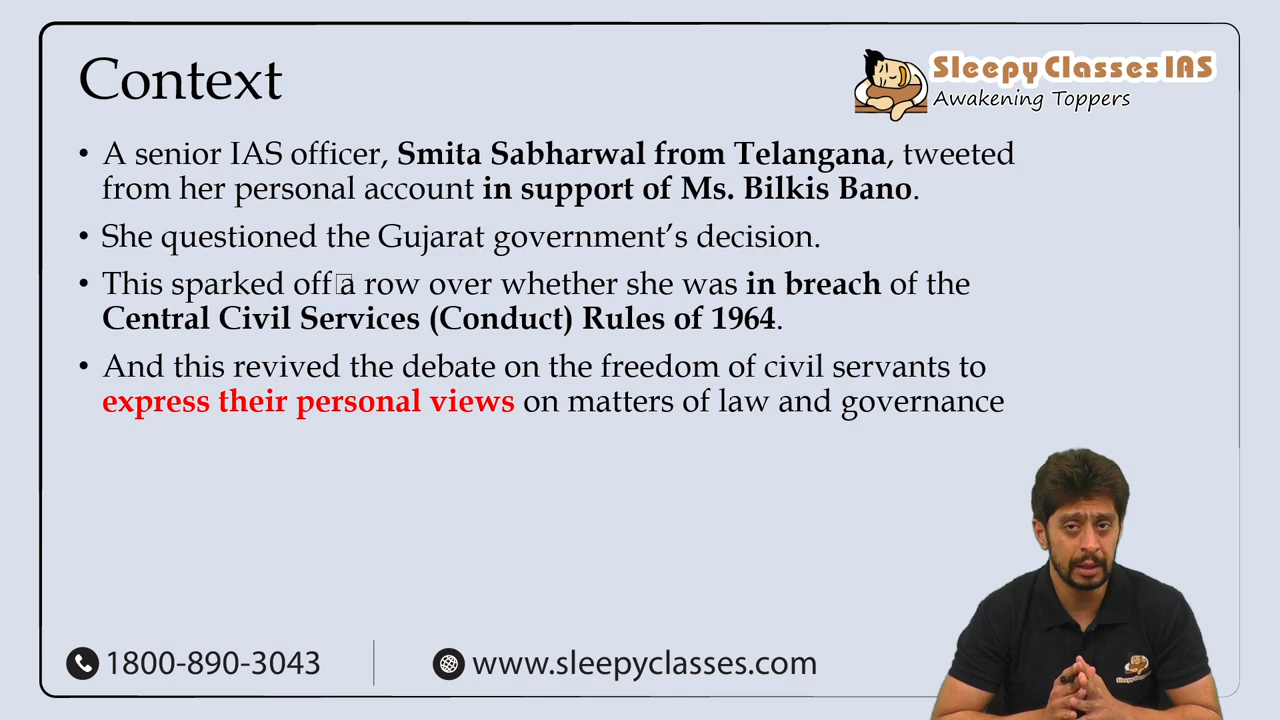 Context
Sleepy Classes IAS
Awakening Toppers
• A senior IAS officer, Smita Sabharwal from Telangana, tweeted
from her personal account in support of Ms. Bilkis Bano.
• She questioned the Gujarat government’s decision.
• This sparked off a row over whether she was in breach of the
Central Civil Services (Conduct) Rules of 1964.
• And this revived the debate on the freedom of civil servants to
express their personal views on matters of law and governance
1800-890-3043
www.sleepyclasses.com
SleepyClasses